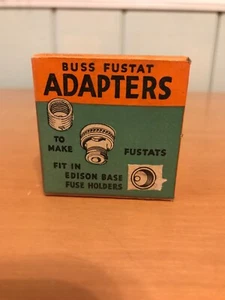 BUSS FUSTAT
ADAPTERS
TO
MAKE
FUSTATS
FIT IN
EDISON BASE
FUSE HOLDERS